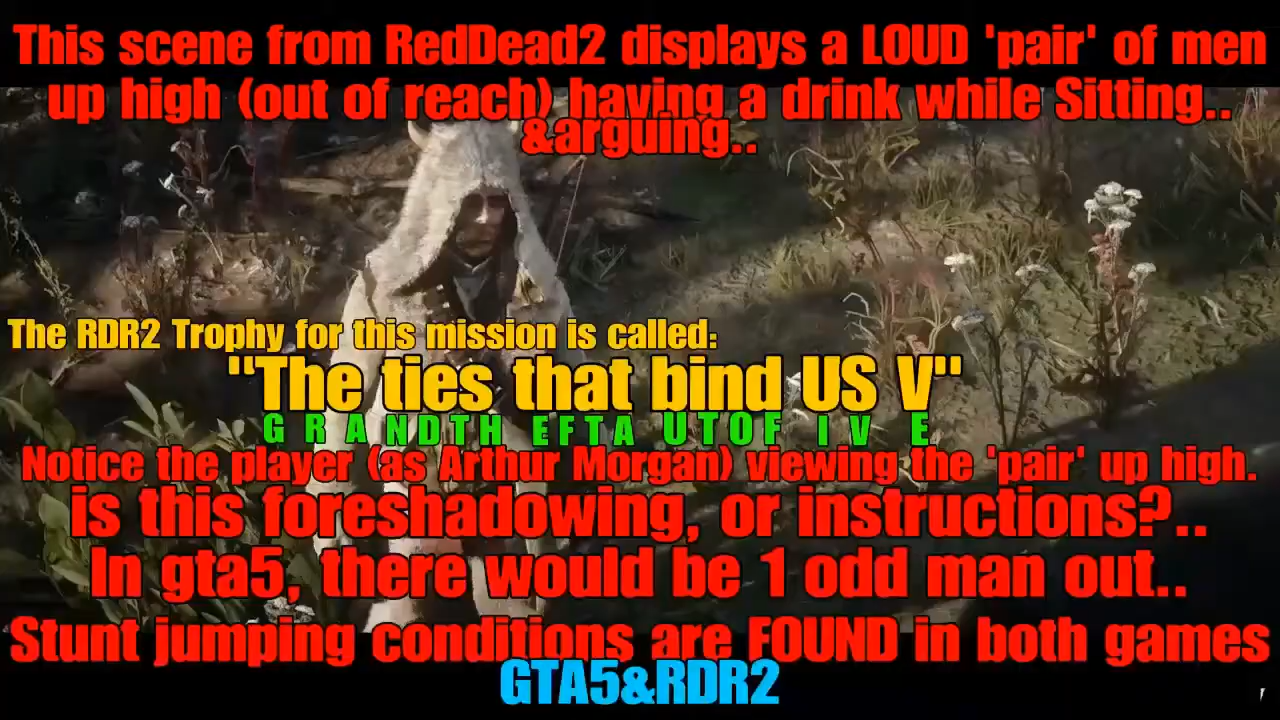 This scene from RedDead2 displays a LOUD 'pair' of men
up high (out of reach) having a drink while Sitting..
&arguing..
The RDR2 Trophy for this mission is called:
"The ties that bind US V"
G R A N D T H E F T A U T O F I V E
Notice the player (as Arthur Morgan) viewing the 'pair' up high.
is this foreshadowing, or instructions?..
In gta5, there would be 1 odd man out..
Stunt jumping conditions are FOUND in both games
GTA5&RDR2